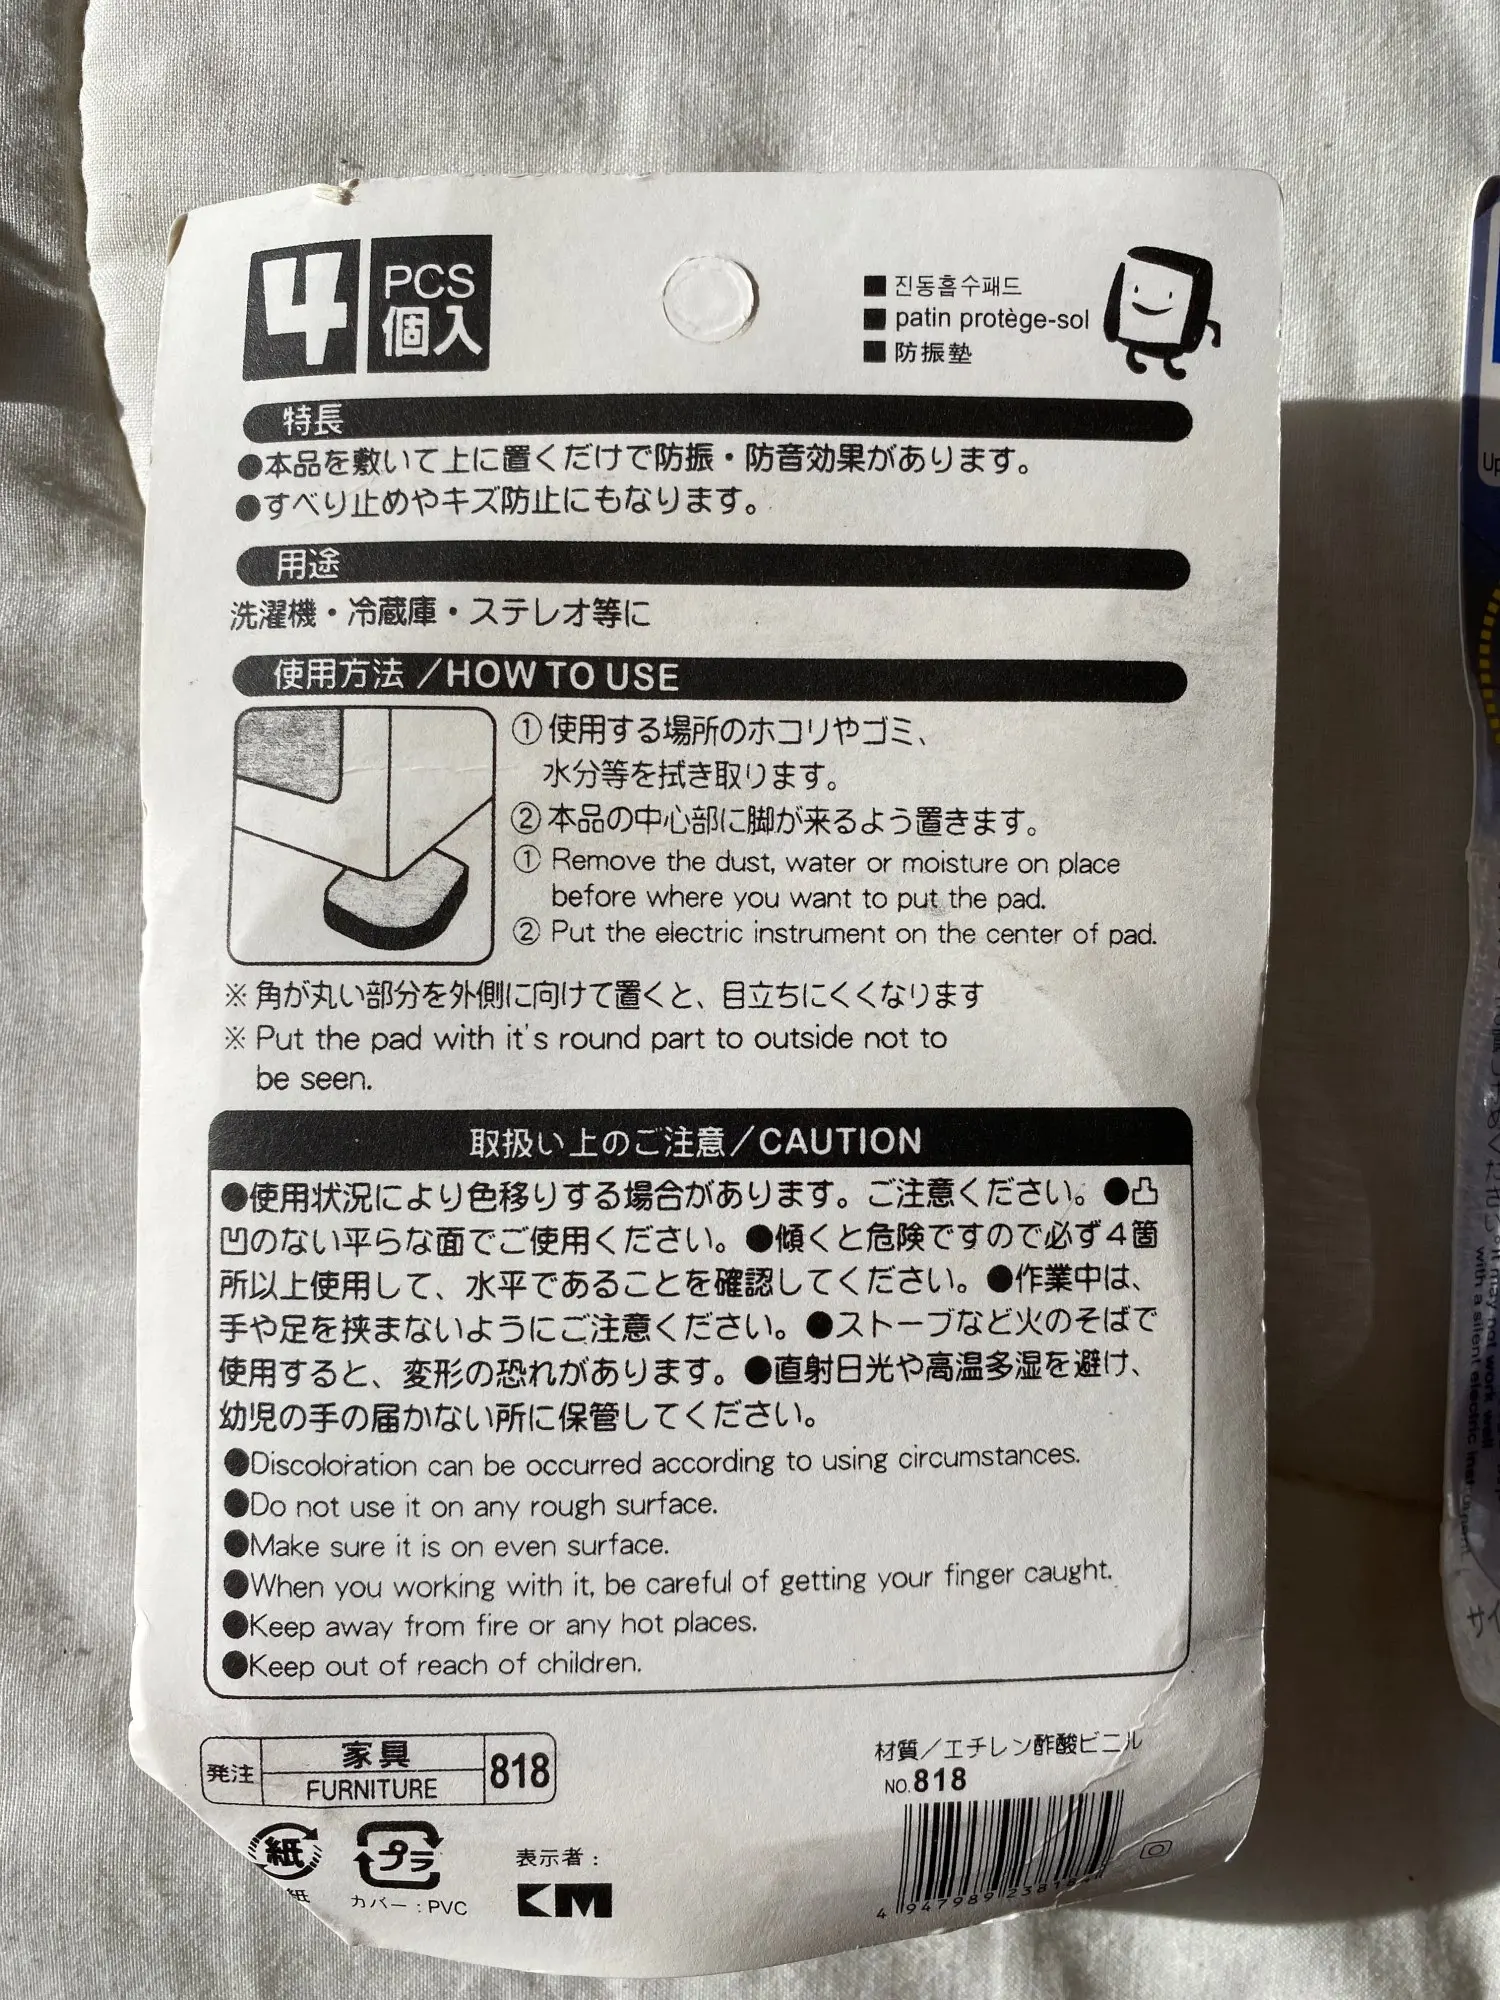 4 PCS
個入
■ 진동흡수패드
■ patin protège-sol
■ 防振墊
特長
●本品を敷いて上に置くだけで防振・防音効果があります。
●すべり止めやキズ防止にもなります。
用途
洗濯機・冷蔵庫・ステレオ等に
使用方法／HOW TO USE
①使用する場所のホコリやゴミ、
水分等を拭き取ります。
②本品の中心部に脚が来るよう置きます。
① Remove the dust, water or moisture on place
before where you want to put the pad.
② Put the electric instrument on the center of pad.
※角が丸い部分を外側に向けて置くと、目立ちにくくなります
※Put the pad with it's round part to outside not to
be seen.
取扱い上のご注意／CAUTION
●使用状況により色移りする場合があります。ご注意ください。●凸
凹のない平らな面でご使用ください。●傾くと危険ですので必ず４箇
所以上使用して、水平であることを確認してください。●作業中は、
手や足を挟まないようにご注意ください。●ストーブなど火のそばで
使用すると、変形の恐れがあります。●直射日光や高温多湿を避け、
幼児の手の届かない所に保管してください。
●Discoloration can be occurred according to using circumstances.
●Do not use it on any rough surface.
●Make sure it is on even surface.
●When you working with it, be careful of getting your finger caught.
●Keep away from fire or any hot places.
●Keep out of reach of children.
発注 家具 FURNITURE 818
材質／エチレン酢酸ビニル
NO.818
紙
プラ
カバー：PVC
表示者：
KM
4 947989 2381
Up
it may not work well
with a silent electric instrument